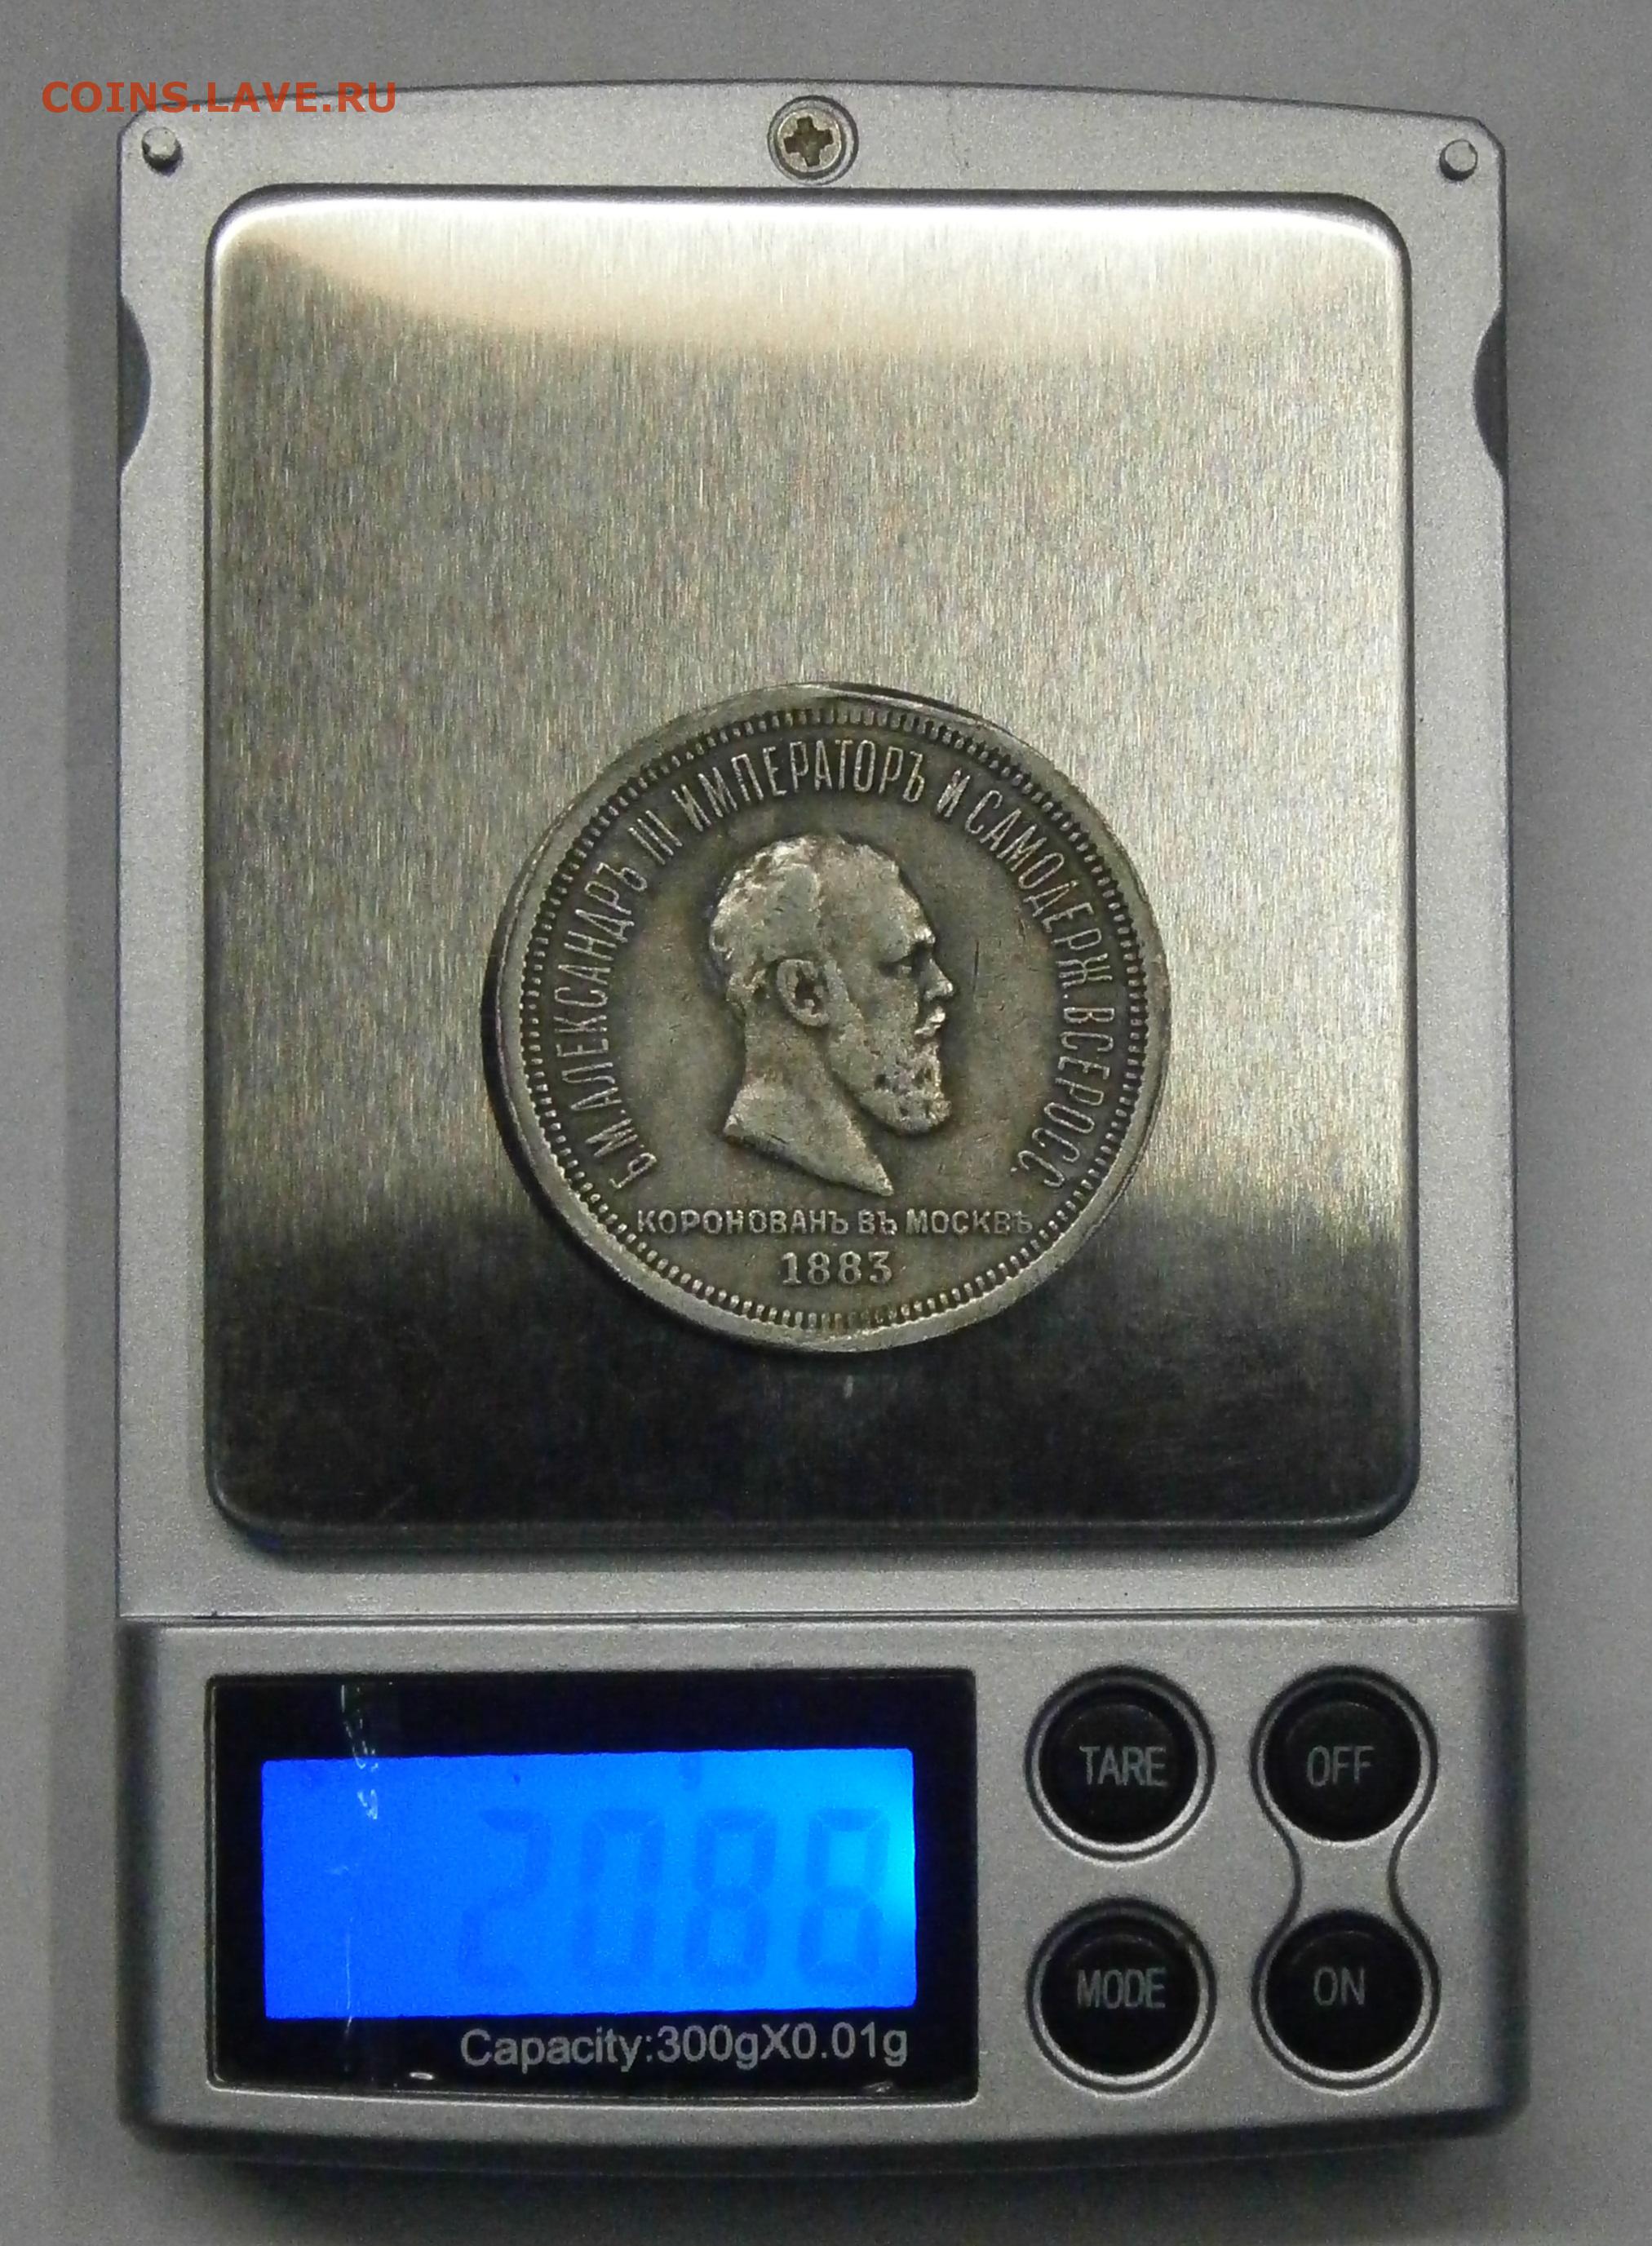 COINS.LAVE.RU
Б.М.АЛЕКСАНДРЪ III ИМПЕРАТОРЪ И САМОДЕРЖ.ВСЕРОСС.
КОРОНОВАНЪ ВЪ МОСКВѢ
1883
20.88
Capacity:300gX0.01g
TARE
OFF
MODE
ON